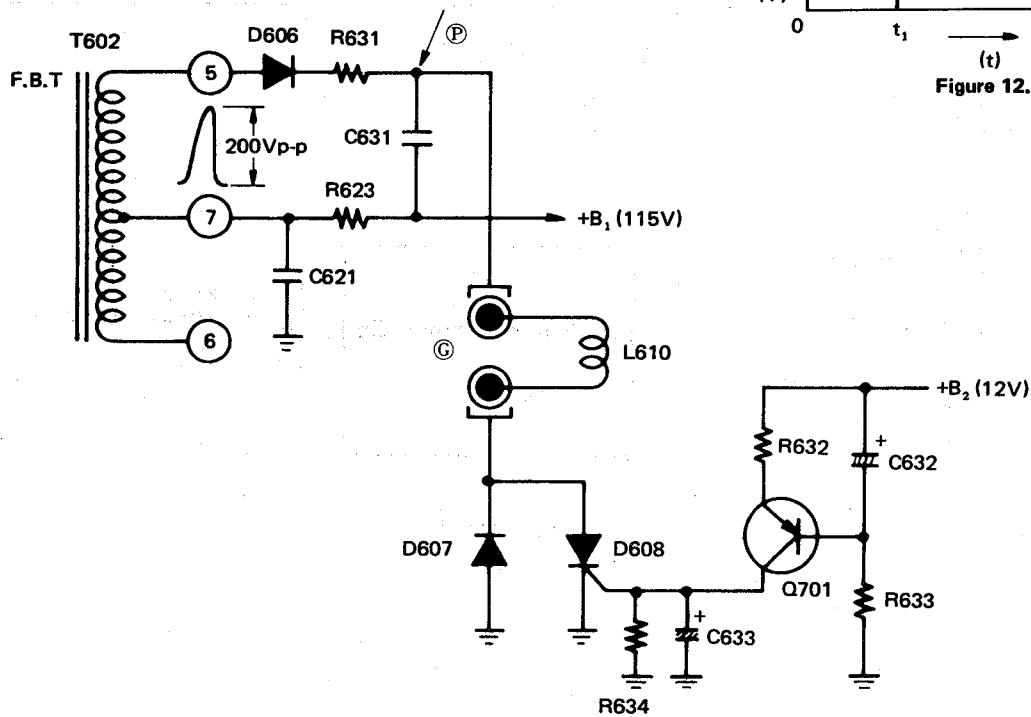 (V)
0
t₁
(t)
Figure 12.
T602
F.B.T
5
D606
R631
Ⓟ
200Vp-p
C631
7
R623
+B₁ (115V)
C621
6
Ⓖ
L610
+B₂ (12V)
R632
C632
+
D607
D608
Q701
R633
+
C633
R634